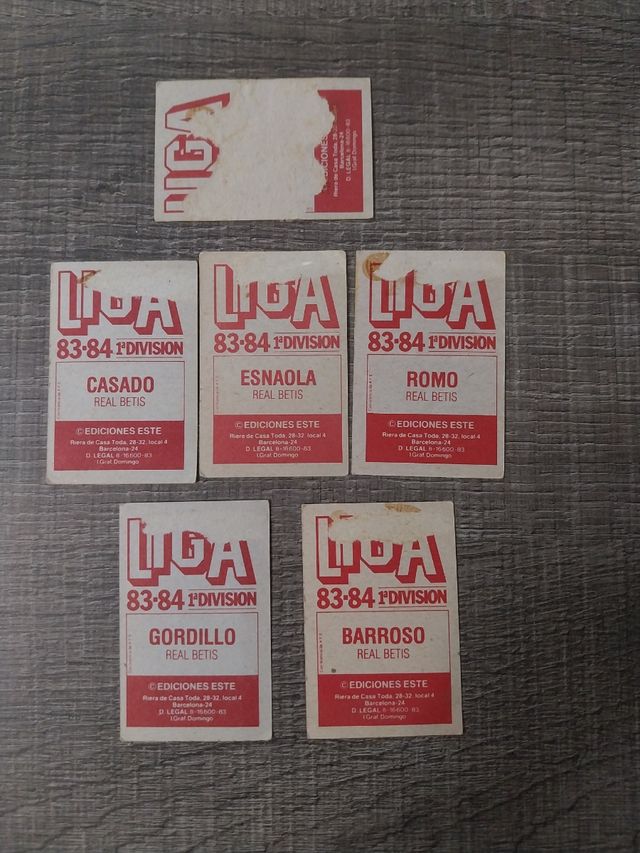 LIGA
EDICIONES
Riera de Casa Toda, 28-
Barcelona-24
D. LEGAL B-16600-83
I.Graf Domingo
LIGA
83-84 1ª DIVISION
CASADO
REAL BETIS
© EDICIONES ESTE
Riera de Casa Toda, 28-32, local 4
Barcelona-24
D. LEGAL B-16600-83
I.Graf Domingo
LIGA
83-84 1ª DIVISION
ESNAOLA
REAL BETIS
© EDICIONES ESTE
Riera de Casa Toda, 28-32, local 4
Barcelona-24
D. LEGAL B-16600-83
I.Graf Domingo
LIGA
83-84 1ª DIVISION
ROMO
REAL BETIS
© EDICIONES ESTE
Riera de Casa Toda, 28-32, local 4
Barcelona-24
D. LEGAL B-16600-83
I.Graf Domingo
LIGA
83-84 1ª DIVISION
GORDILLO
REAL BETIS
© EDICIONES ESTE
Riera de Casa Toda, 28-32, local 4
Barcelona-24
D. LEGAL B-16600-83
I.Graf Domingo
LIGA
83-84 1ª DIVISION
BARROSO
REAL BETIS
© EDICIONES ESTE
Riera de Casa Toda, 28-32, local 4
Barcelona-24
D. LEGAL B-16600-83
I.Graf Domingo